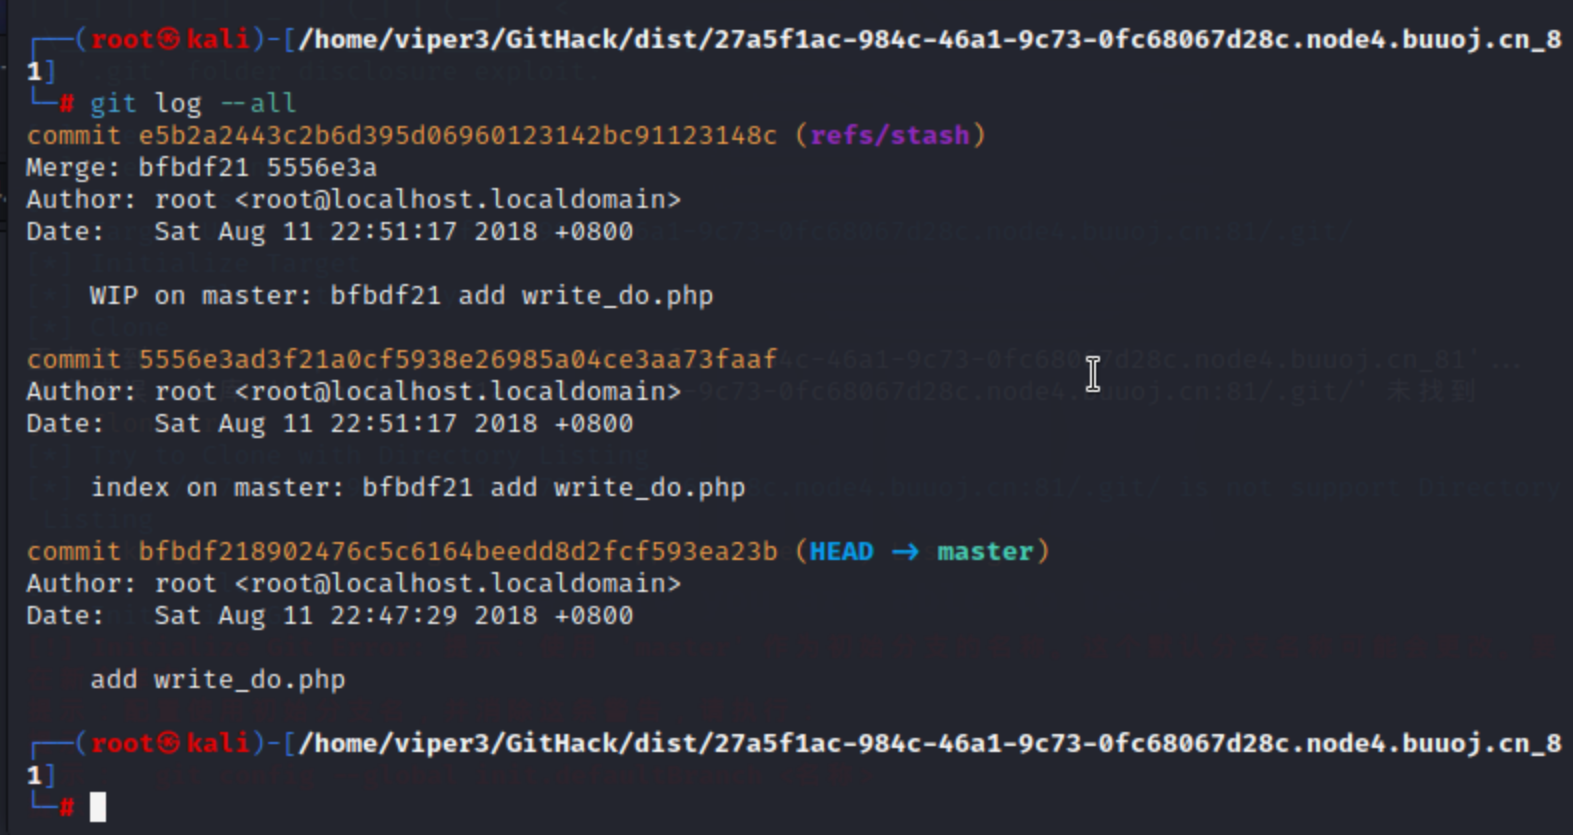 ┌──(root㉿kali)-[/home/viper3/GitHack/dist/27a5f1ac-984c-46a1-9c73-0fc68067d28c.node4.buuoj.cn_8
1]
└─# git log --all
commit e5b2a2443c2b6d395d06960123142bc91123148c (refs/stash)
Merge: bfbdf21 5556e3a
Author: root <root@localhost.localdomain>
Date:   Sat Aug 11 22:51:17 2018 +0800

    WIP on master: bfbdf21 add write_do.php

commit 5556e3ad3f21a0cf5938e26985a04ce3aa73faaf
Author: root <root@localhost.localdomain>
Date:   Sat Aug 11 22:51:17 2018 +0800

    index on master: bfbdf21 add write_do.php

commit bfbdf218902476c5c6164beedd8d2fcf593ea23b (HEAD → master)
Author: root <root@localhost.localdomain>
Date:   Sat Aug 11 22:47:29 2018 +0800

    add write_do.php

┌──(root㉿kali)-[/home/viper3/GitHack/dist/27a5f1ac-984c-46a1-9c73-0fc68067d28c.node4.buuoj.cn_8
1]
└─#